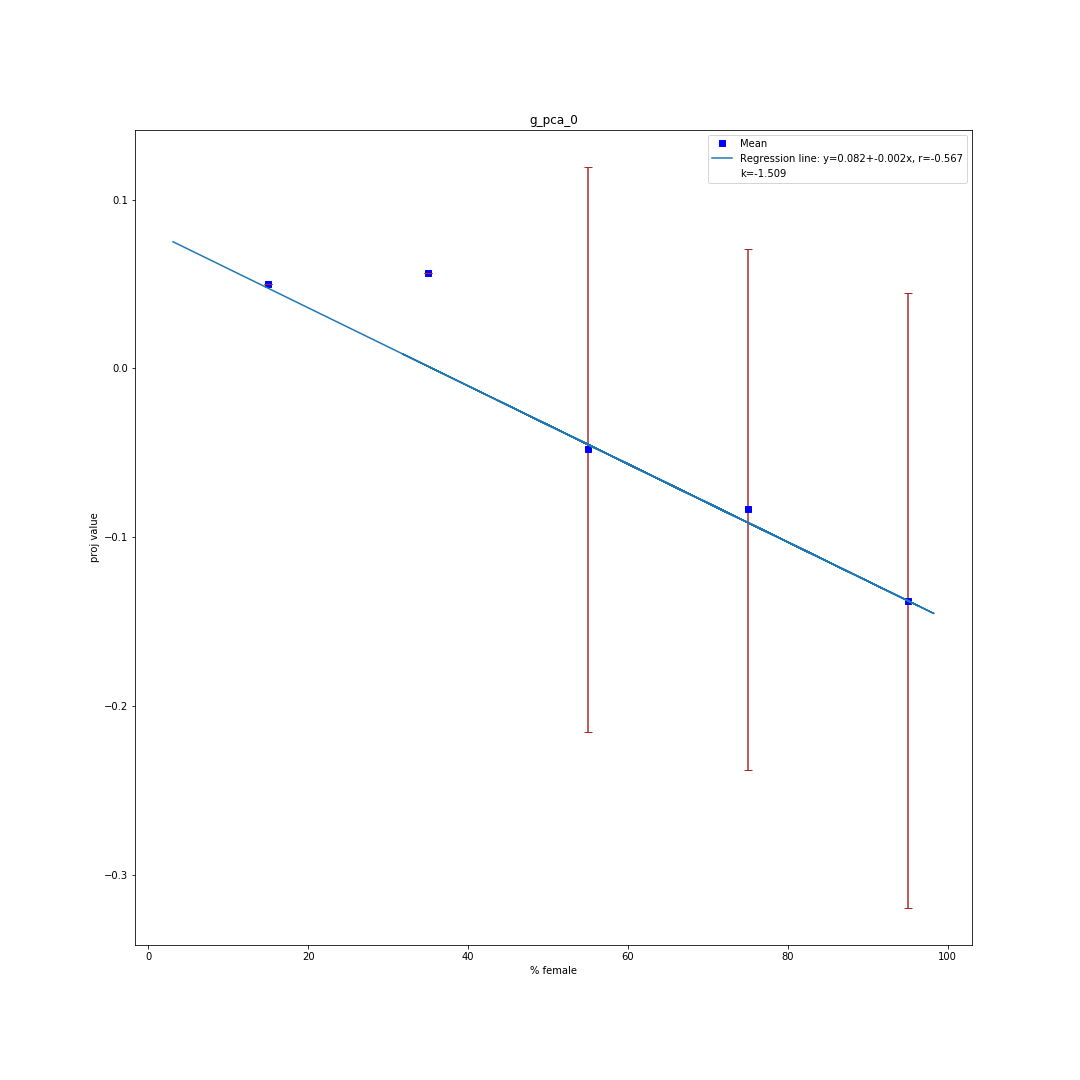 g_pca_0
Mean
Regression line: y=0.082+-0.002x, r=-0.567
k=-1.509
0.1
0.0
−0.1
−0.2
−0.3
proj value
0
20
40
60
80
100
% female